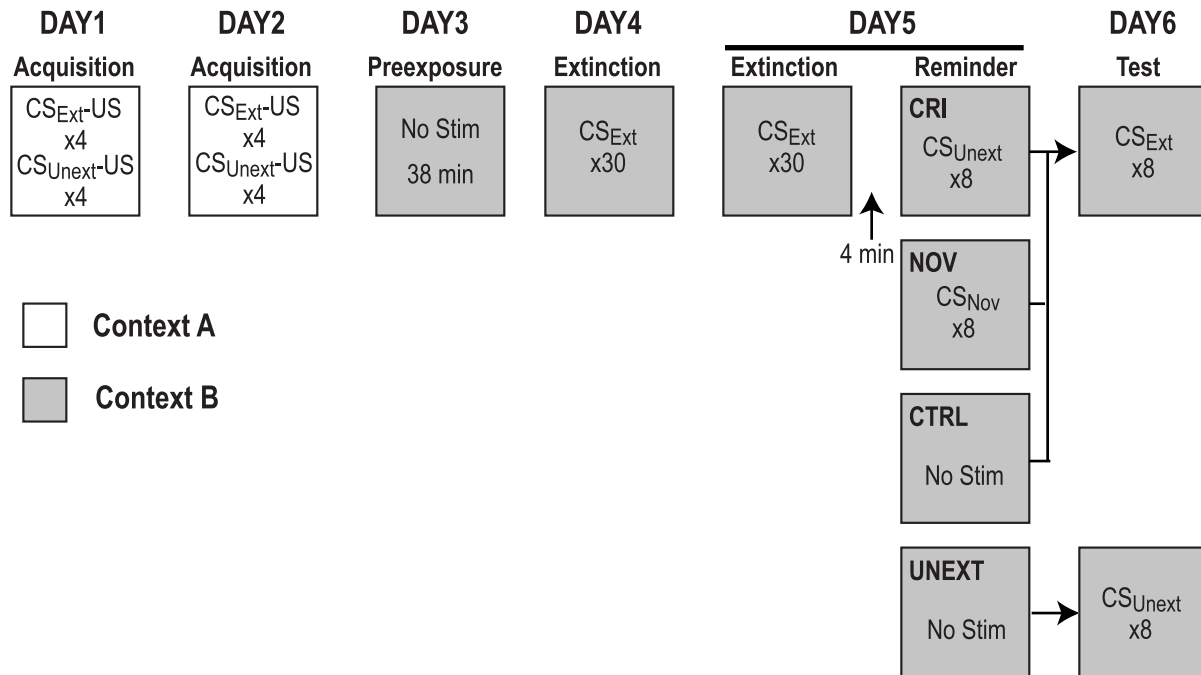 DAY1 DAY2 DAY3 DAY4 DAY5 DAY6
Acquisition Acquisition Preexposure Extinction Extinction Reminder Test
CSExt-US
x4
CSUnext-US
x4
CSExt-US
x4
CSUnext-US
x4
No Stim
38 min
CSExt
x30
CSExt
x30
4 min
CRI
CSUnext
x8
CSExt
x8
NOV
CSNov
x8
CTRL
No Stim
UNEXT
No Stim
CSUnext
x8
Context A
Context B